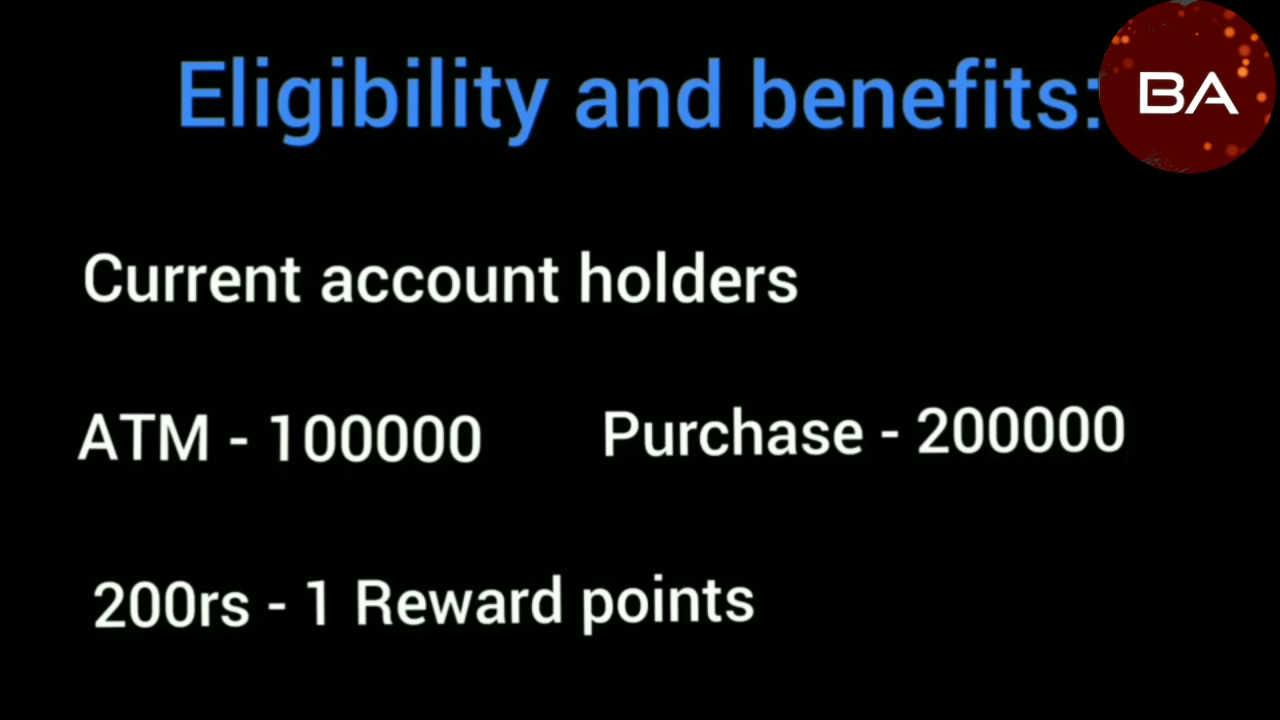 Eligibility and benefits:
BA
Current account holders
ATM - 100000 Purchase - 200000
200rs - 1 Reward points